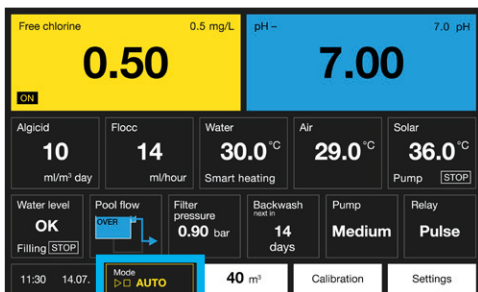 Free chlorine 0.5 mg/L pH – 7.0 pH
0.50 7.00
ON
Algicid Flocc Water Air Solar
10 14 30.0°C 29.0°C 36.0°C
ml/m³ day ml/hour Smart heating Pump STOP
Water level Pool flow Filter pressure Backwash next in Pump Relay
OK OVER 0.90 bar 14 days Medium Pulse
Filling STOP
11:30 14.07. Mode AUTO 40 m³ Calibration Settings